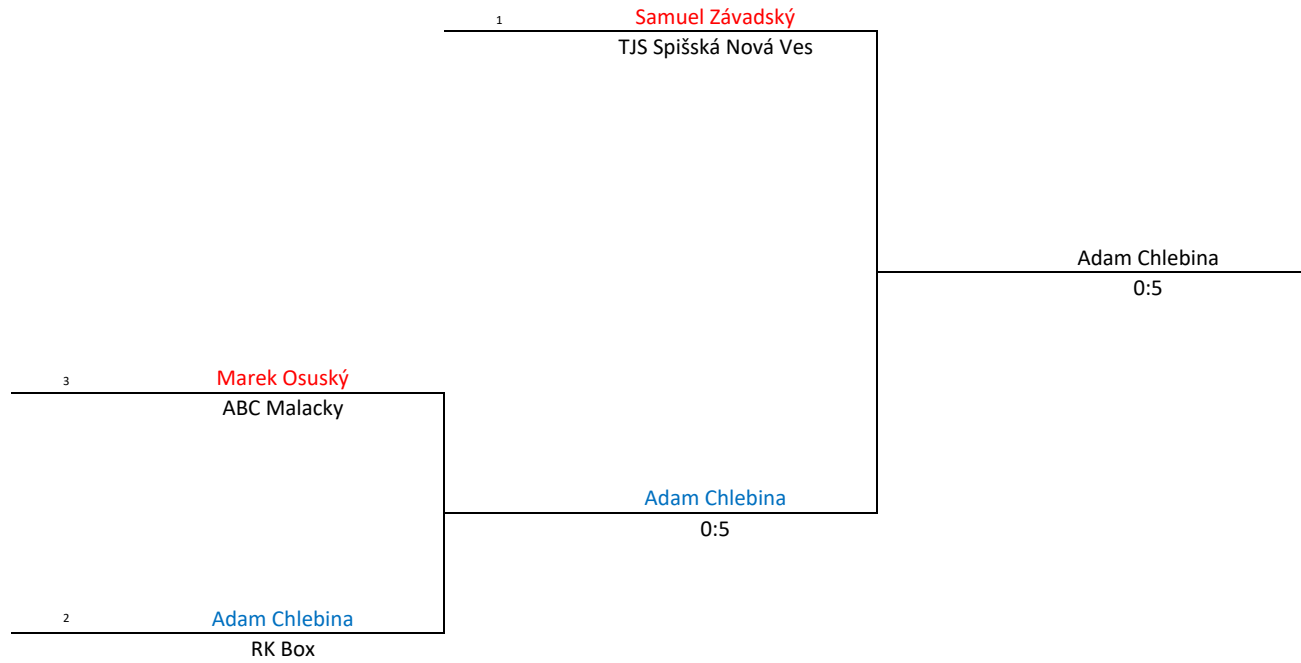 1 Samuel Závadský
TJS Spišská Nová Ves
Adam Chlebina
0:5
3 Marek Osuský
ABC Malacky
Adam Chlebina
0:5
2 Adam Chlebina
RK Box